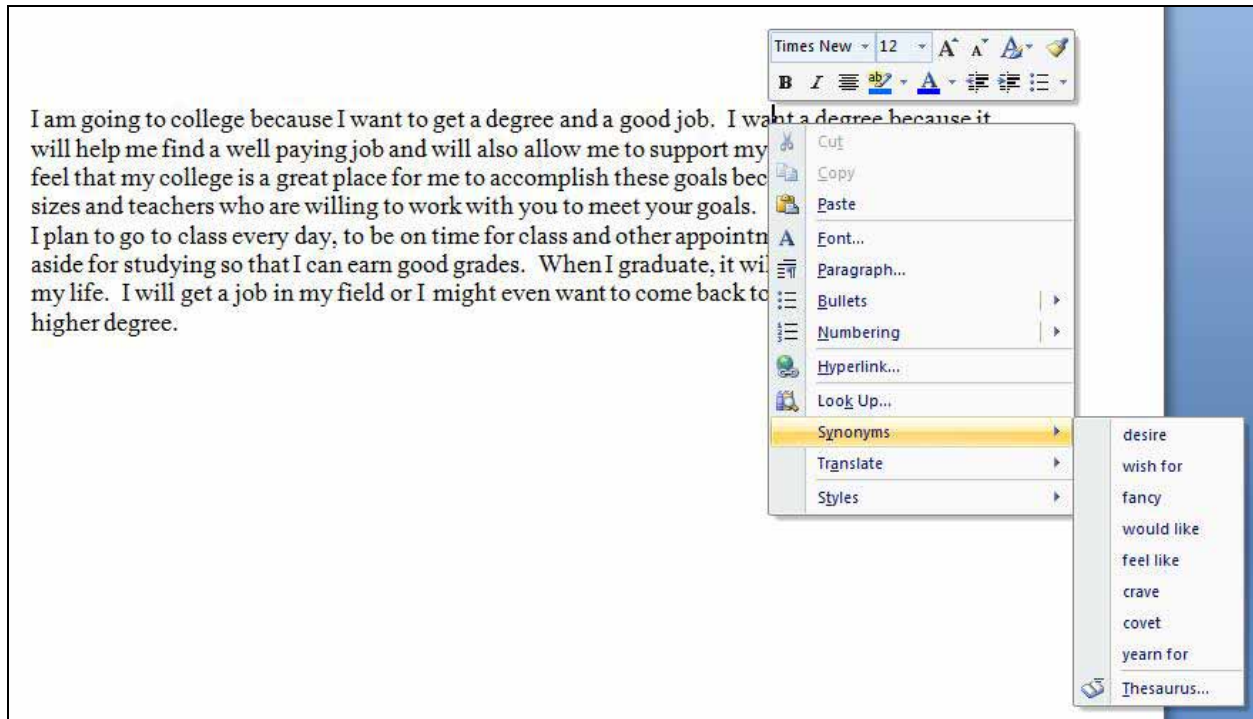 Times New 12 A A A
B I ab A
I am going to college because I want to get a degree and a good job.  I want a degree because it
will help me find a well paying job and will also allow me to support my
feel that my college is a great place for me to accomplish these goals bec
sizes and teachers who are willing to work with you to meet your goals.
I plan to go to class every day, to be on time for class and other appointm
aside for studying so that I can earn good grades.  When I graduate, it wi
my life.  I will get a job in my field or I might even want to come back to
higher degree.
Cut
Copy
Paste
A Font...
Paragraph...
Bullets
Numbering
Hyperlink...
Look Up...
Synonyms
Translate
Styles
desire
wish for
fancy
would like
feel like
crave
covet
yearn for
Thesaurus...